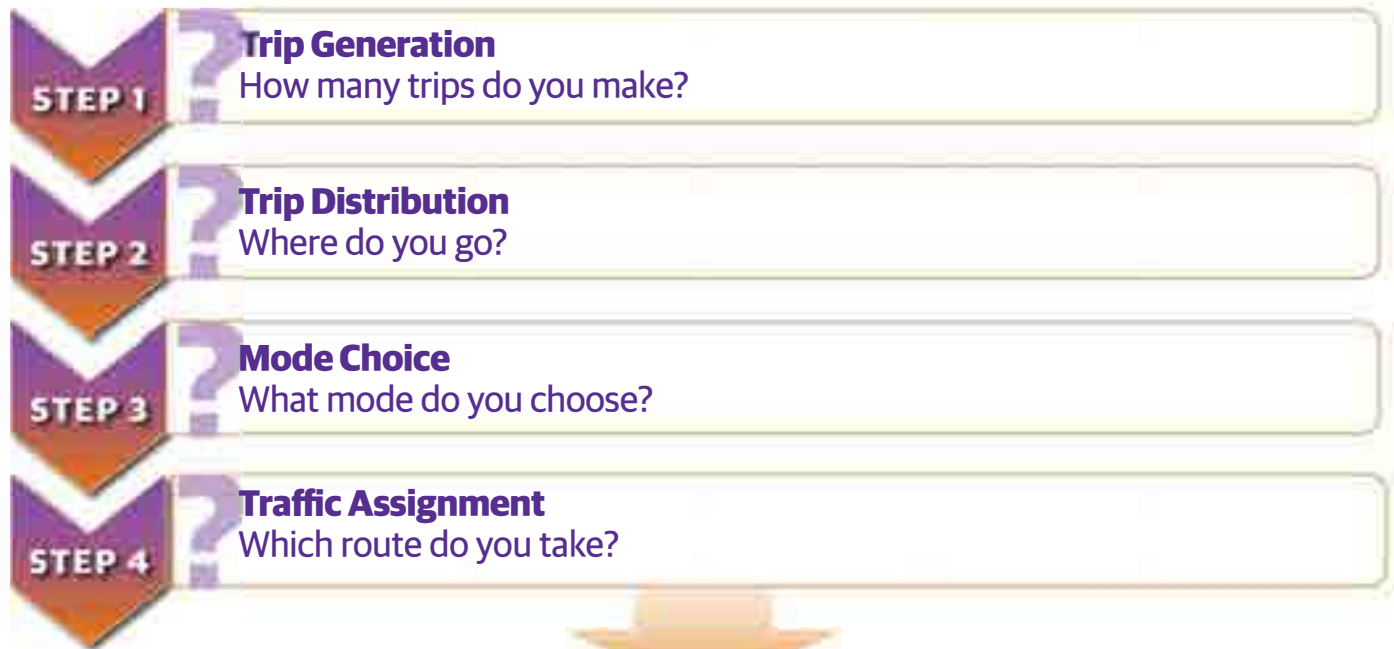 STEP 1
Trip Generation
How many trips do you make?
STEP 2
Trip Distribution
Where do you go?
STEP 3
Mode Choice
What mode do you choose?
STEP 4
Traffic Assignment
Which route do you take?